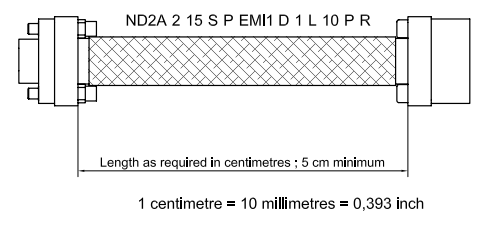 ND2A 2 15 S P EMI1 D 1 L 10 P R
Length as required in centimetres ; 5 cm minimum
1 centimetre = 10 millimetres = 0,393 inch